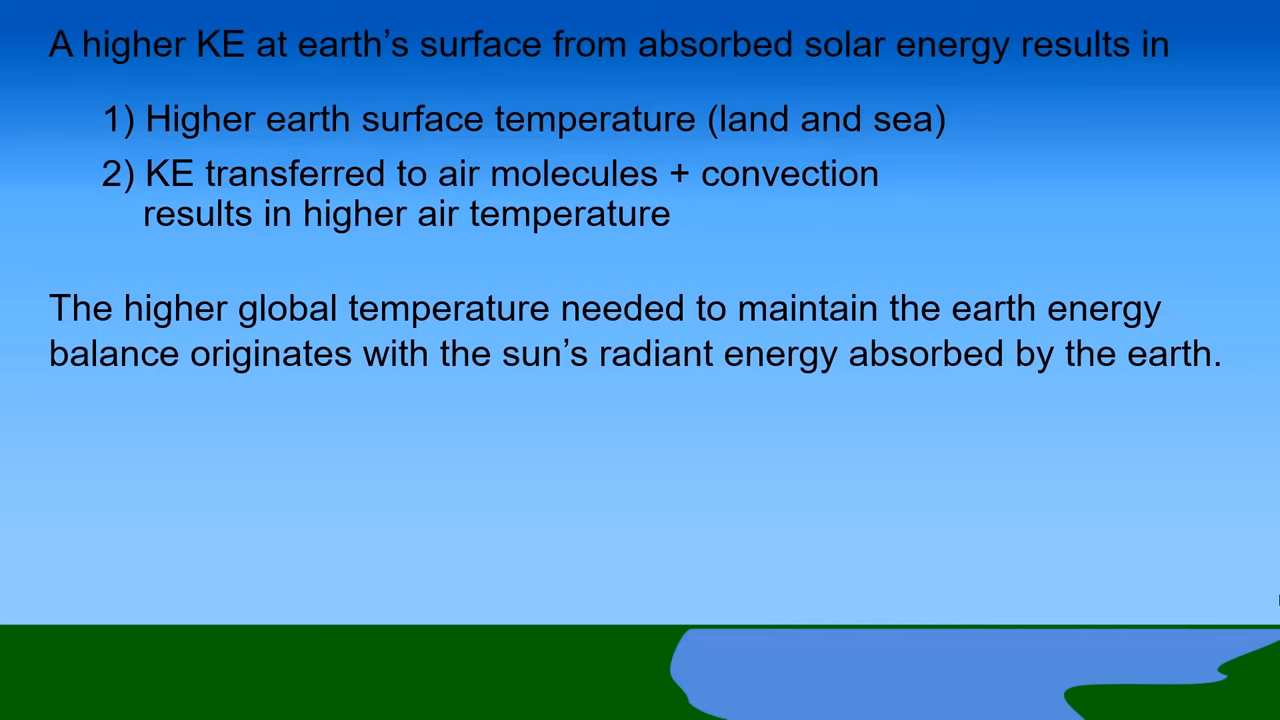 A higher KE at earth’s surface from absorbed solar energy results in
1) Higher earth surface temperature (land and sea)
2) KE transferred to air molecules + convection
results in higher air temperature
The higher global temperature needed to maintain the earth energy
balance originates with the sun’s radiant energy absorbed by the earth.